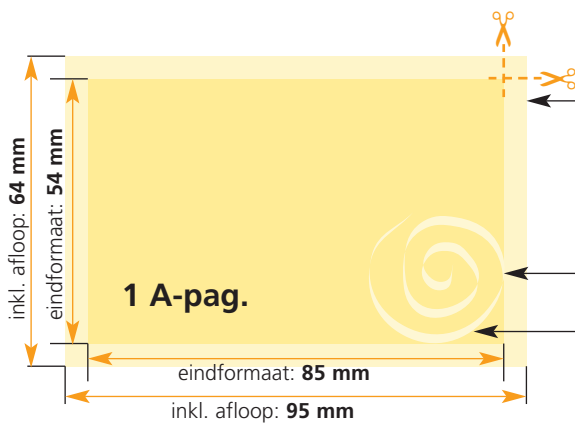 inkl. afloop: 64 mm
eindformaat: 54 mm
1 A-pag.
eindformaat: 85 mm
inkl. afloop: 95 mm